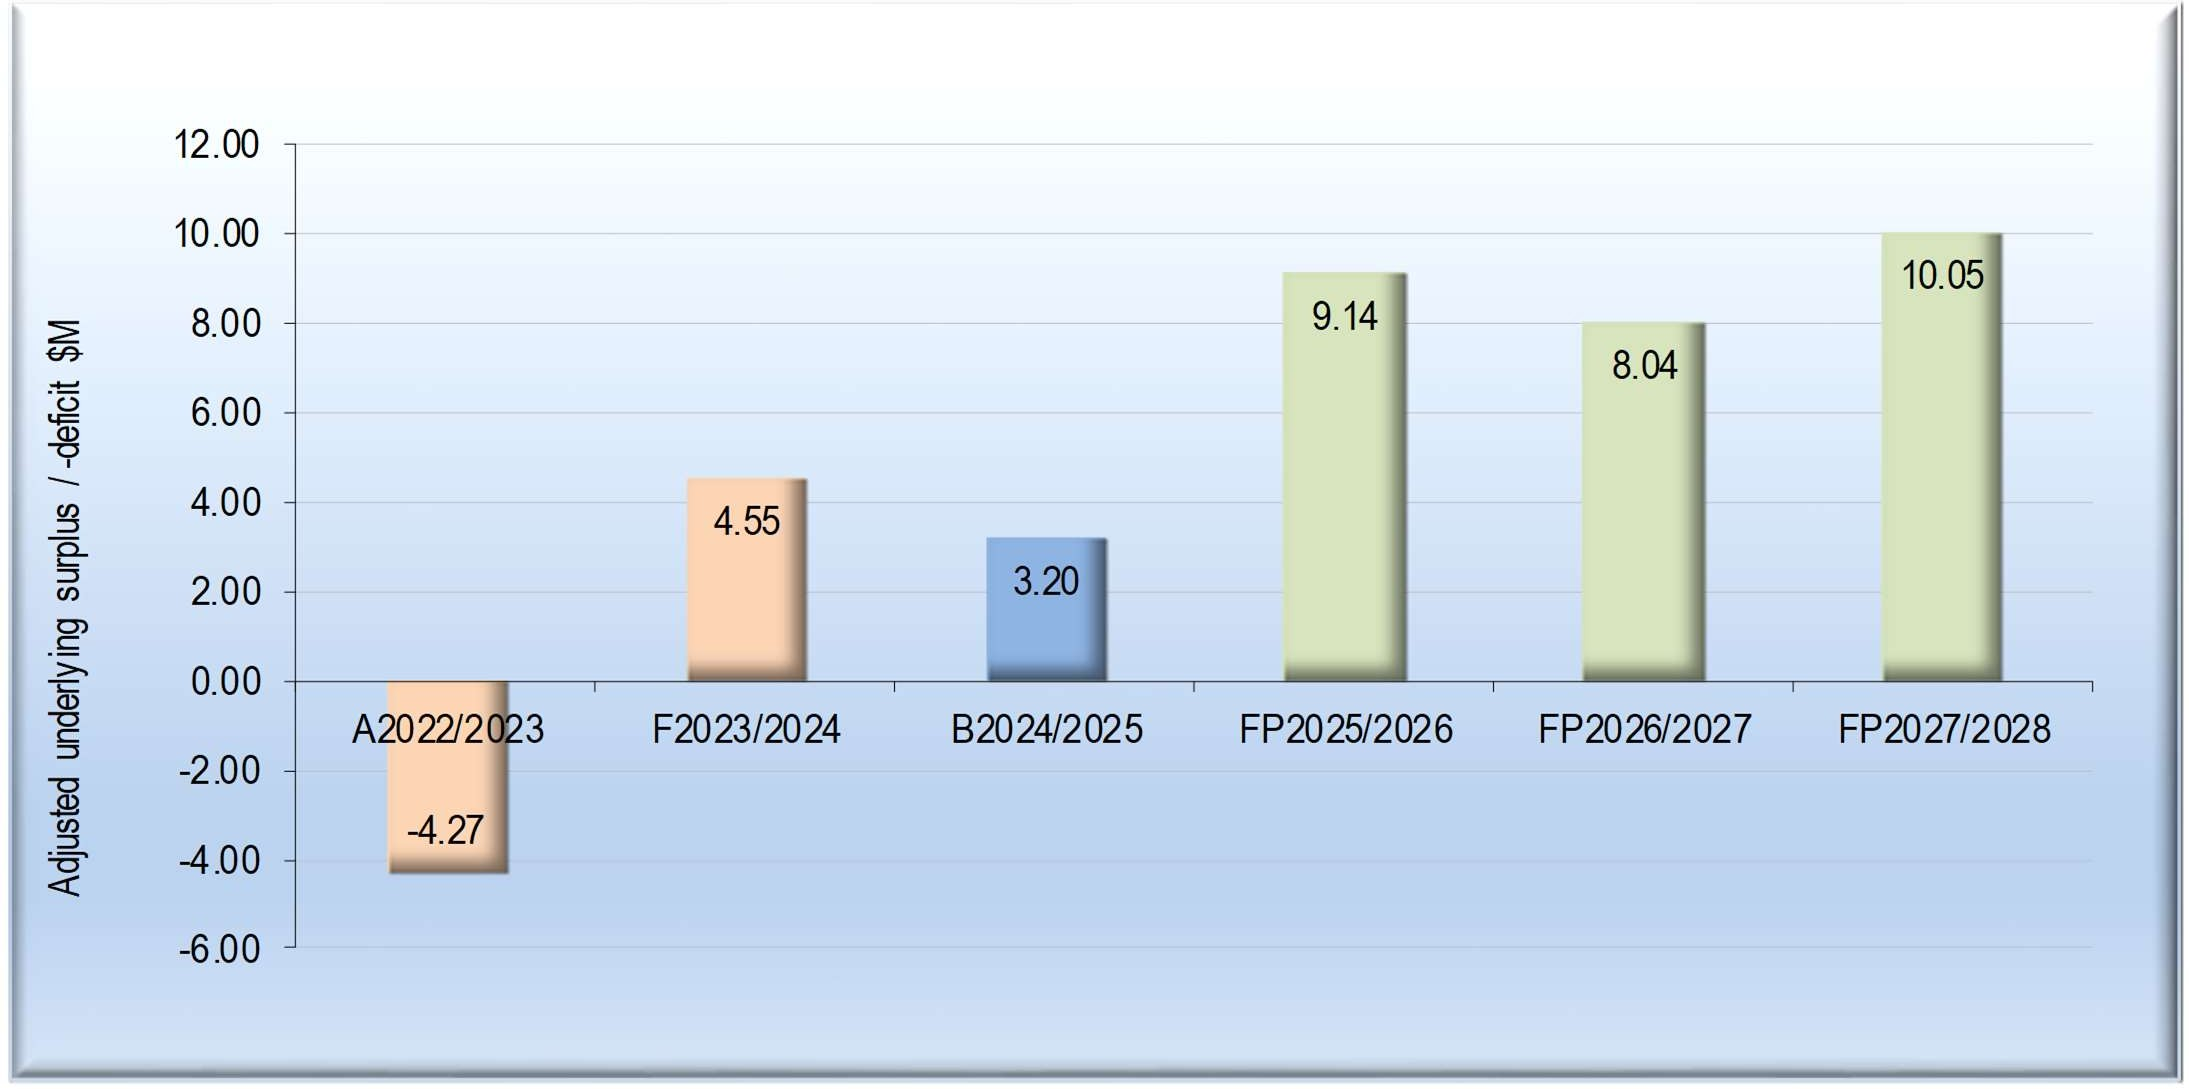 Adjusted underlying surplus / -deficit $M
12.00
10.00
8.00
6.00
4.00
2.00
0.00
-2.00
-4.00
-6.00
-4.27
4.55
3.20
9.14
8.04
10.05
A2022/2023
F2023/2024
B2024/2025
FP2025/2026
FP2026/2027
FP2027/2028